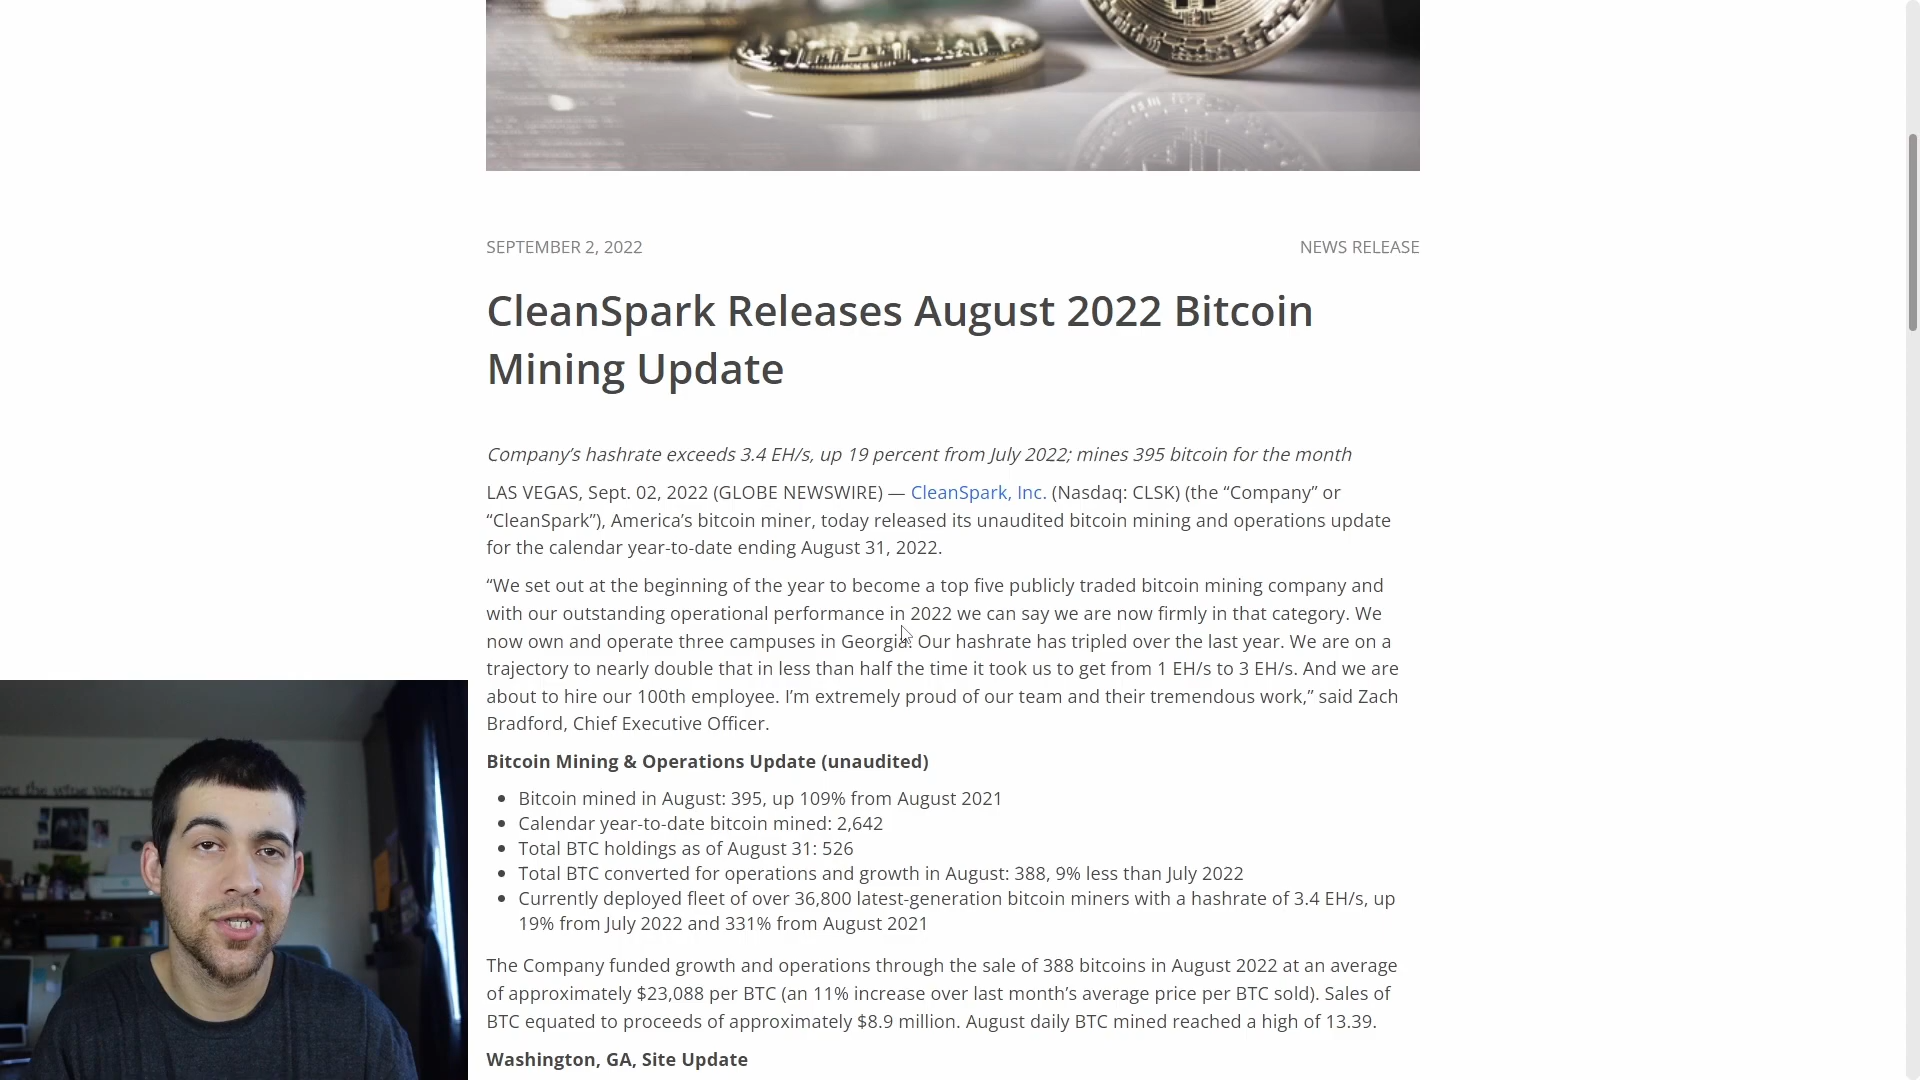 SEPTEMBER 2, 2022
NEWS RELEASE
CleanSpark Releases August 2022 Bitcoin
Mining Update
Company’s hashrate exceeds 3.4 EH/s, up 19 percent from July 2022; mines 395 bitcoin for the month
LAS VEGAS, Sept. 02, 2022 (GLOBE NEWSWIRE) — CleanSpark, Inc. (Nasdaq: CLSK) (the “Company” or
“CleanSpark”), America’s bitcoin miner, today released its unaudited bitcoin mining and operations update
for the calendar year-to-date ending August 31, 2022.
“We set out at the beginning of the year to become a top five publicly traded bitcoin mining company and
with our outstanding operational performance in 2022 we can say we are now firmly in that category. We
now own and operate three campuses in Georgia. Our hashrate has tripled over the last year. We are on a
trajectory to nearly double that in less than half the time it took us to get from 1 EH/s to 3 EH/s. And we are
about to hire our 100th employee. I’m extremely proud of our team and their tremendous work,” said Zach
Bradford, Chief Executive Officer.
Bitcoin Mining & Operations Update (unaudited)
• Bitcoin mined in August: 395, up 109% from August 2021
• Calendar year-to-date bitcoin mined: 2,642
• Total BTC holdings as of August 31: 526
• Total BTC converted for operations and growth in August: 388, 9% less than July 2022
• Currently deployed fleet of over 36,800 latest-generation bitcoin miners with a hashrate of 3.4 EH/s, up
19% from July 2022 and 331% from August 2021
The Company funded growth and operations through the sale of 388 bitcoins in August 2022 at an average
of approximately $23,088 per BTC (an 11% increase over last month’s average price per BTC sold). Sales of
BTC equated to proceeds of approximately $8.9 million. August daily BTC mined reached a high of 13.39.
Washington, GA, Site Update